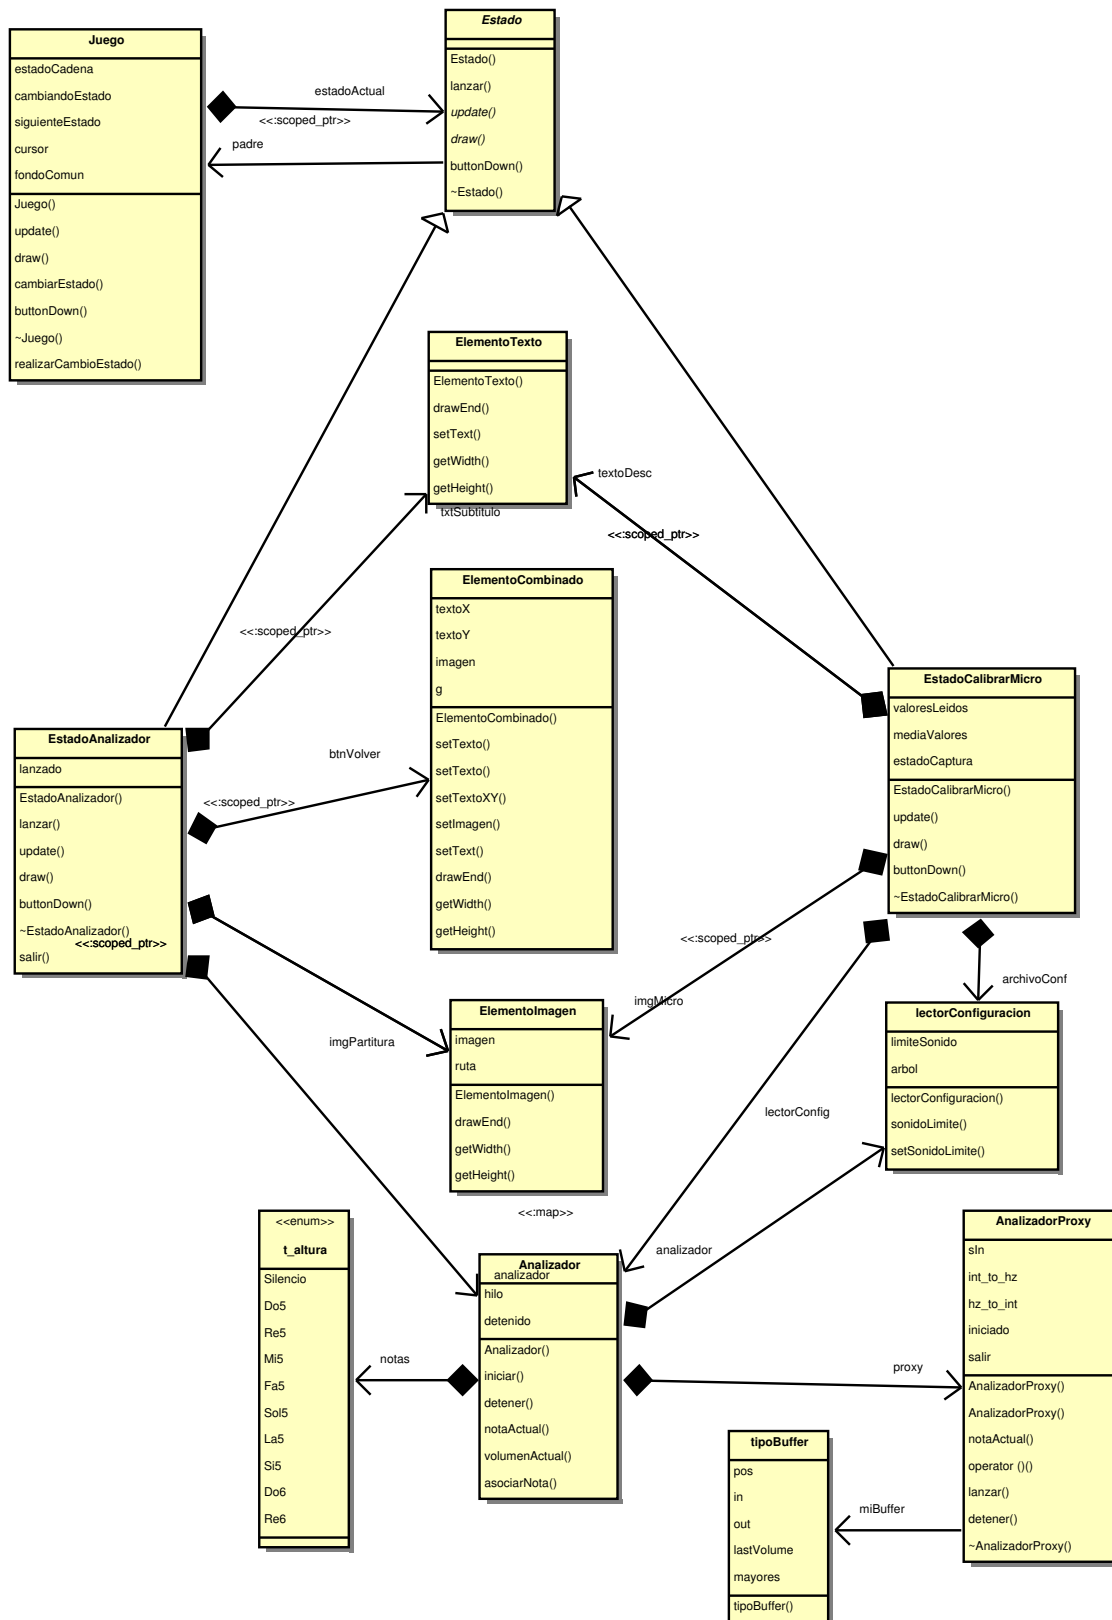 Juego
estadoCadena
cambiandoEstado
siguienteEstado
cursor
fondoComun
Juego()
update()
draw()
cambiarEstado()
buttonDown()
~Juego()
realizarCambioEstado()
estadoActual
<<:scoped_ptr>>
padre
Estado
Estado()
lanzar()
update()
draw()
buttonDown()
~Estado()
ElementoTexto
ElementoTexto()
drawEnd()
setText()
getWidth()
getHeight()
txtSubtitulo
textoDesc
<<:scoped_ptr>>
<<:scoped_ptr>>
ElementoCombinado
textoX
textoY
imagen
g
ElementoCombinado()
setTexto()
setTexto()
setTextoXY()
setImagen()
setText()
drawEnd()
getWidth()
getHeight()
btnVolver
<<:scoped_ptr>>
EstadoAnalizador
lanzado
EstadoAnalizador()
lanzar()
update()
draw()
buttonDown()
~EstadoAnalizador()
<<:scoped_ptr>>
salir()
EstadoCalibrarMicro
valoresLeidos
mediaValores
estadoCaptura
EstadoCalibrarMicro()
update()
draw()
buttonDown()
~EstadoCalibrarMicro()
<<:scoped_ptr>>
imgMicro
archivoConf
imgPartitura
ElementoImagen
imagen
ruta
ElementoImagen()
drawEnd()
getWidth()
getHeight()
lectorConfiguracion
limiteSonido
arbol
lectorConfiguracion()
sonidoLimite()
setSonidoLimite()
lectorConfig
<<:map>>
analizador
<<enum>>
t_altura
Silencio
Do5
Re5
Mi5
Fa5
Sol5
La5
Si5
Do6
Re6
notas
Analizador
analizador
hilo
detenido
Analizador()
iniciar()
detener()
notaActual()
volumenActual()
asociarNota()
proxy
AnalizadorProxy
sIn
int_to_hz
hz_to_int
iniciado
salir
AnalizadorProxy()
AnalizadorProxy()
notaActual()
operator ()()
lanzar()
detener()
~AnalizadorProxy()
miBuffer
tipoBuffer
pos
in
out
lastVolume
mayores
tipoBuffer()